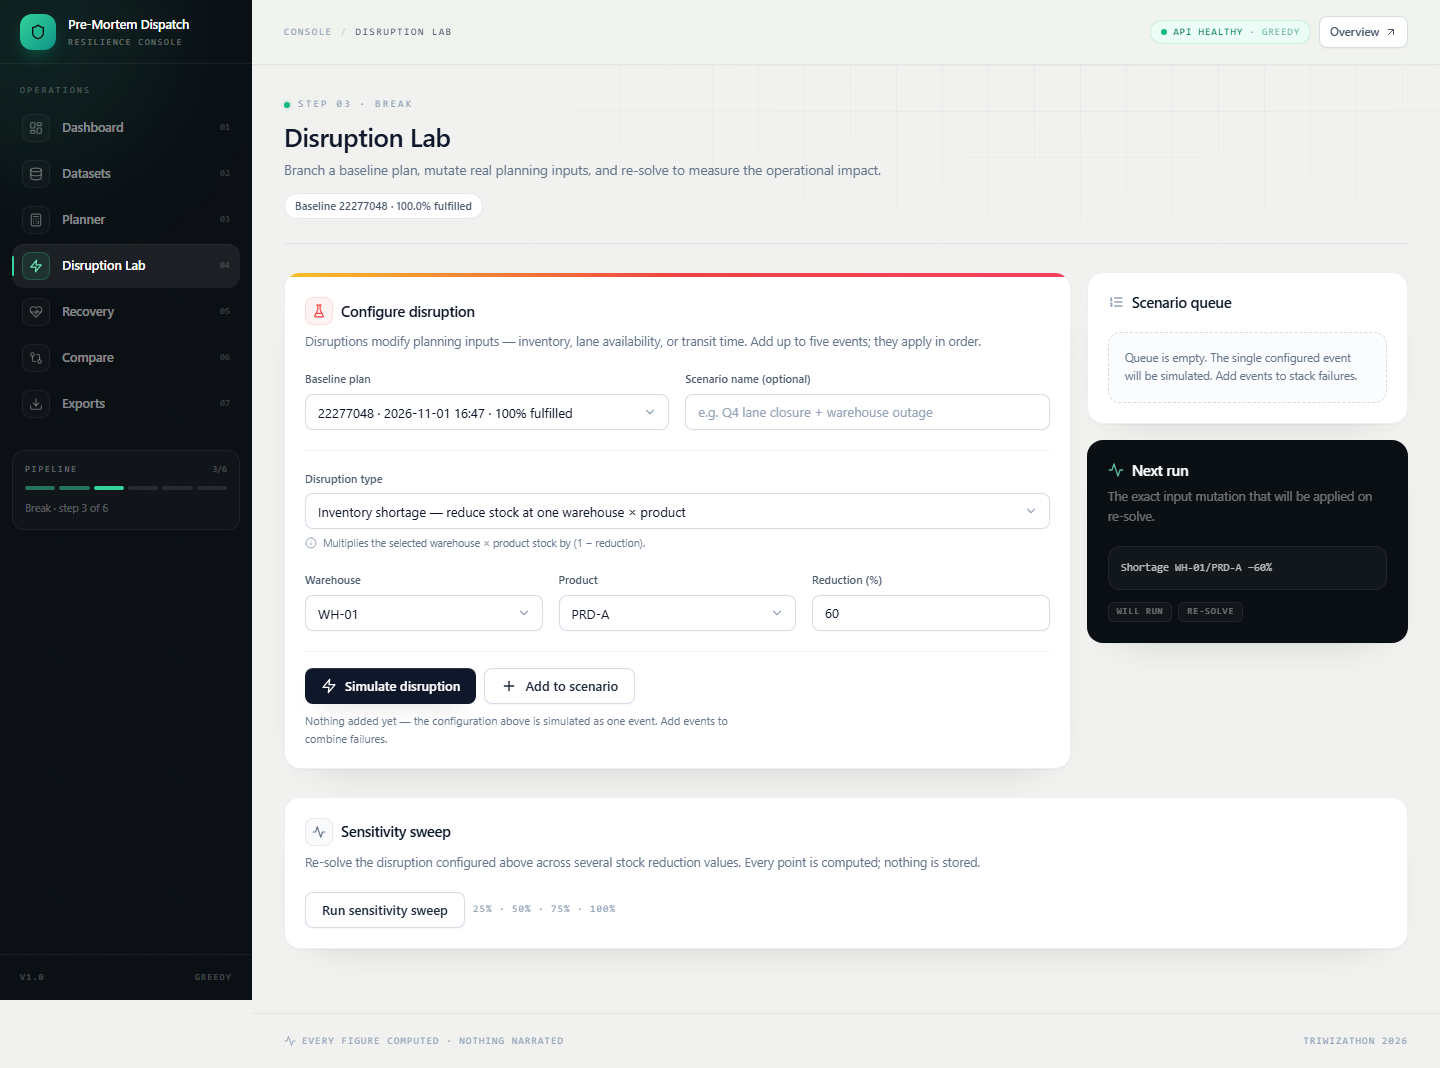 Pre-Mortem Dispatch
RESILIENCE CONSOLE
OPERATIONS
Dashboard 01
Datasets 02
Planner 03
Disruption Lab 04
Recovery 05
Compare 06
Exports 07
PIPELINE 3/6
Break · step 3 of 6
V1.0 GREEDY
CONSOLE / DISRUPTION LAB
API HEALTHY · GREEDY
Overview
STEP 03 · BREAK
Disruption Lab
Branch a baseline plan, mutate real planning inputs, and re-solve to measure the operational impact.
Baseline 22277048 · 100.0% fulfilled
Configure disruption
Disruptions modify planning inputs — inventory, lane availability, or transit time. Add up to five events; they apply in order.
Baseline plan
22277048 · 2026-11-01 16:47 · 100% fulfilled
Scenario name (optional)
e.g. Q4 lane closure + warehouse outage
Disruption type
Inventory shortage — reduce stock at one warehouse × product
Multiplies the selected warehouse × product stock by (1 − reduction).
Warehouse
WH-01
Product
PRD-A
Reduction (%)
60
Simulate disruption
Add to scenario
Nothing added yet — the configuration above is simulated as one event. Add events to
combine failures.
Scenario queue
Queue is empty. The single configured event
will be simulated. Add events to stack failures.
Next run
The exact input mutation that will be applied on
re-solve.
Shortage WH-01/PRD-A −60%
WILL RUN
RE-SOLVE
Sensitivity sweep
Re-solve the disruption configured above across several stock reduction values. Every point is computed; nothing is stored.
Run sensitivity sweep
25% · 50% · 75% · 100%
EVERY FIGURE COMPUTED · NOTHING NARRATED
TRIWIZATHON 2026